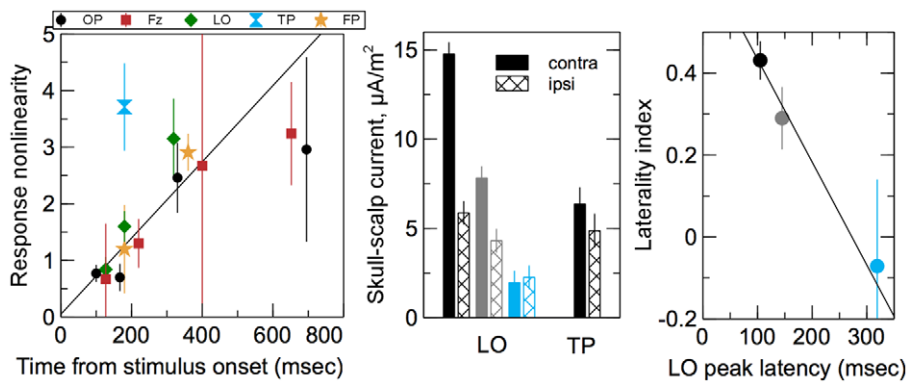 OP Fz LO TP FP
5
4
3
2
1
0
0 200 400 600 800
Response nonlinearity
Time from stimulus onset (msec)
15
10
5
0
Skull-scalp current, µA/m²
contra
ipsi
LO TP
0.4
0.2
0
-0.2
0 100 200 300
Laterality index
LO peak latency (msec)